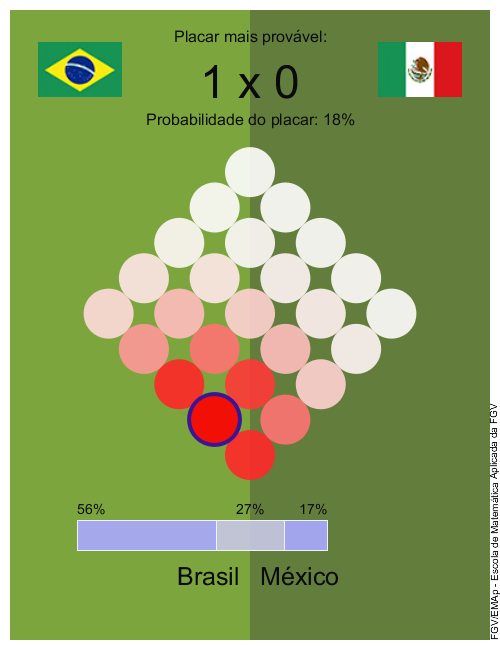 Placar mais provável:
1 x 0
Probabilidade do placar: 18%
56%
27%
17%
Brasil
México
FGV/EMAp - Escola de Matemática Aplicada da FGV